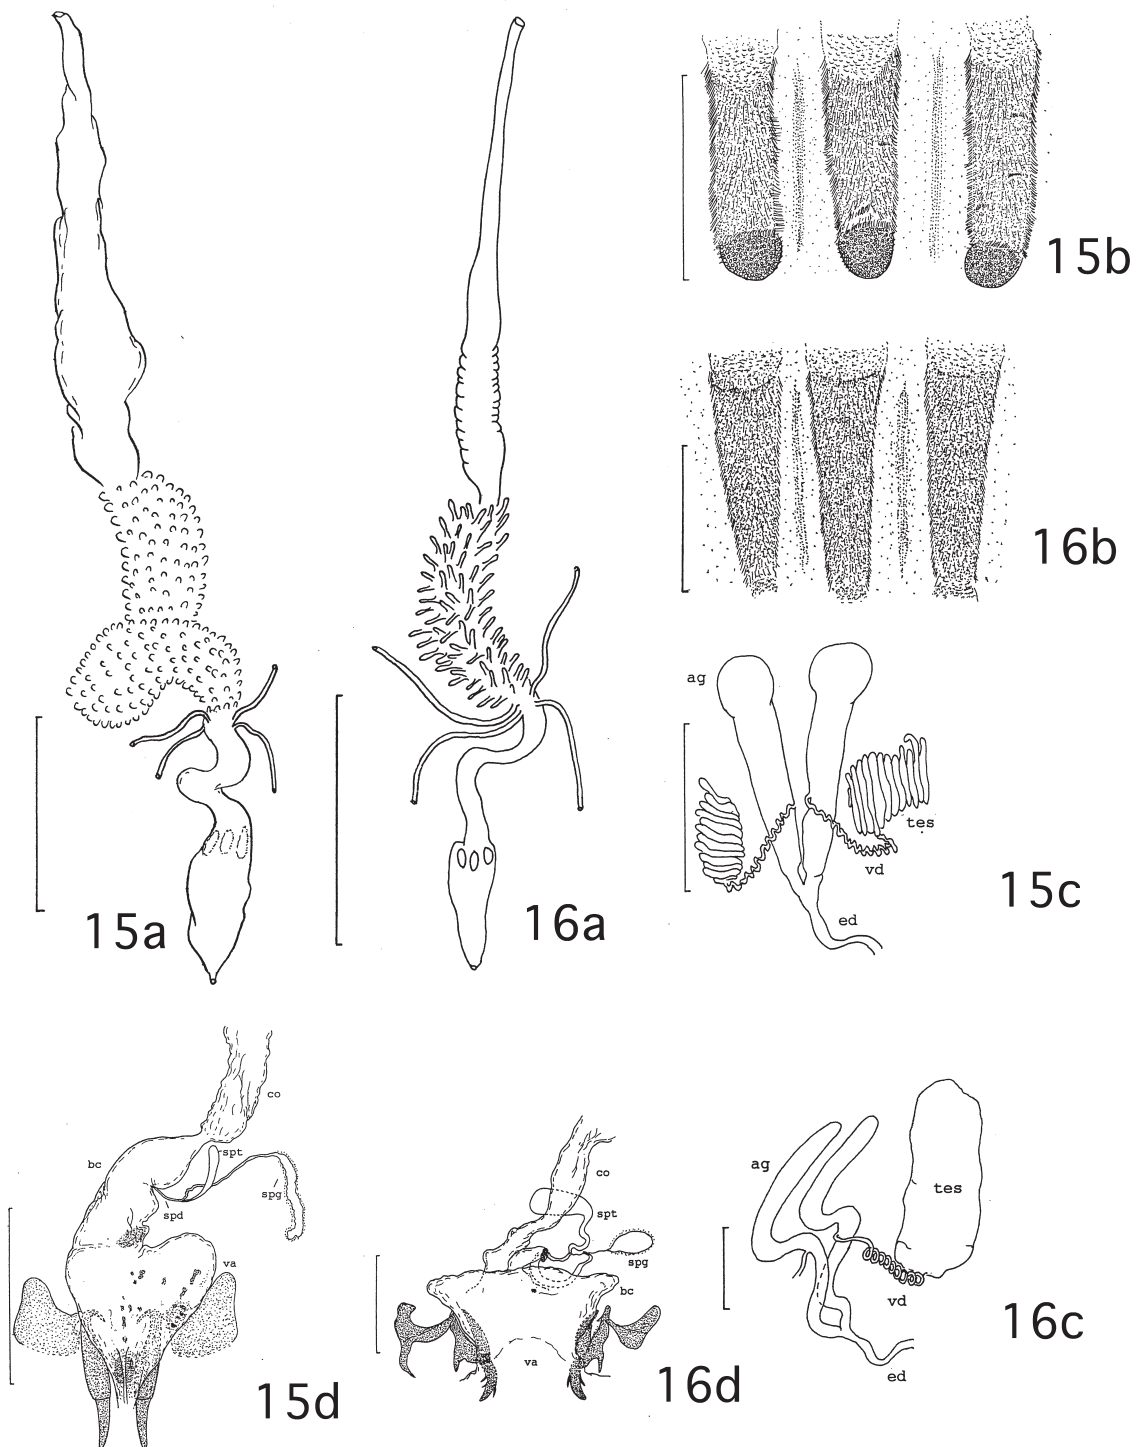 15b
16b
ag
tes
vd
15c
ed
15a
16a
co
spt
bc
spg
spd
va
15d
co
spt
spg
bc
va
16d
ag
tes
vd
16c
ed